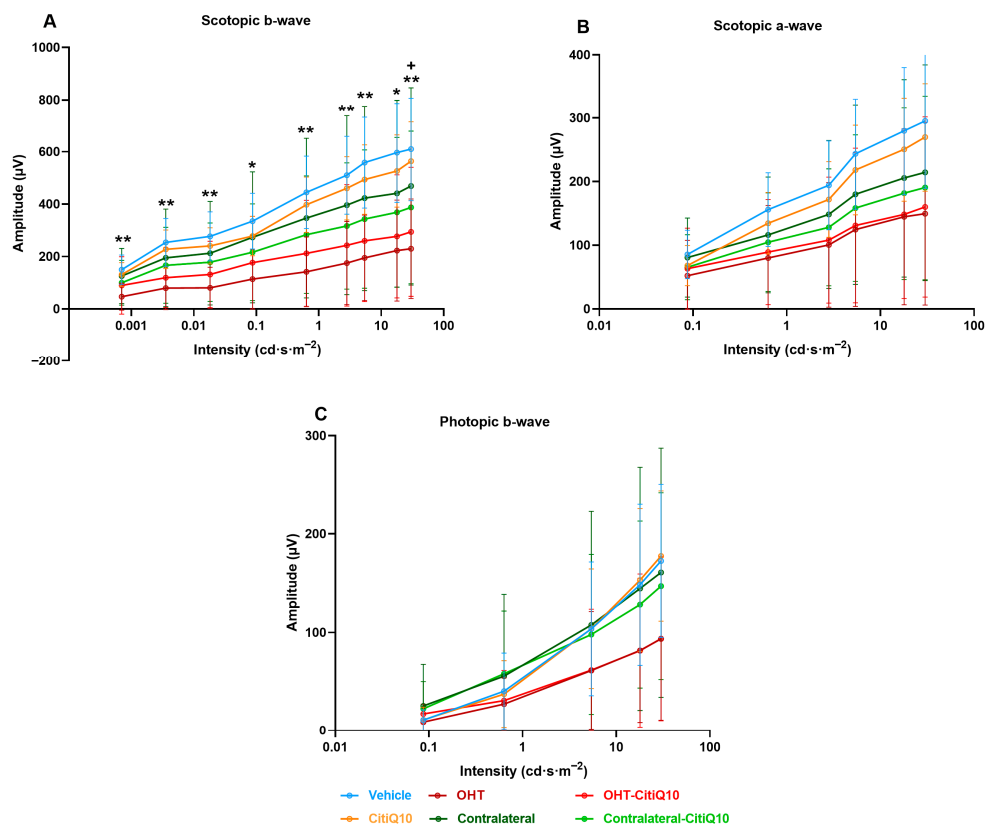 A
Scotopic b-wave
1000
800
600
400
200
0
−200
Amplitude (µV)
**
**
**
*
**
**
**
*
+
**
0.001
0.01
0.1
1
10
100
Intensity (cd·s·m−2)
B
Scotopic a-wave
400
300
200
100
0
Amplitude (µV)
0.01
0.1
1
10
100
Intensity (cd·s·m−2)
C
Photopic b-wave
300
200
100
0
Amplitude (µV)
0.01
0.1
1
10
100
Intensity (cd·s·m−2)
Vehicle
OHT
OHT-CitiQ10
CitiQ10
Contralateral
Contralateral-CitiQ10